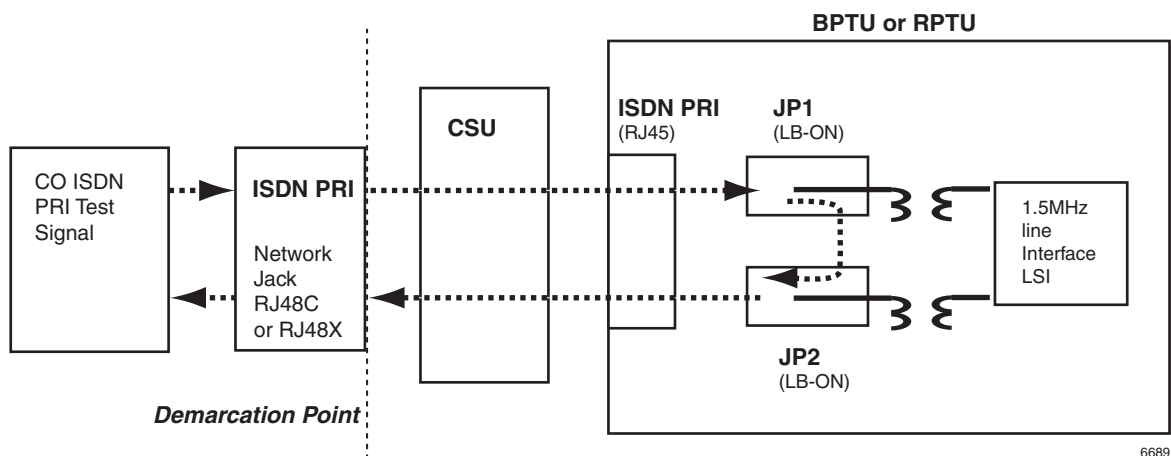 BPTU or RPTU
ISDN PRI
(RJ45)
JP1
(LB-ON)
CSU
CO ISDN
PRI Test
Signal
ISDN PRI
Network
Jack
RJ48C
or RJ48X
1.5MHz
line
Interface
LSI
JP2
(LB-ON)
Demarcation Point
6689